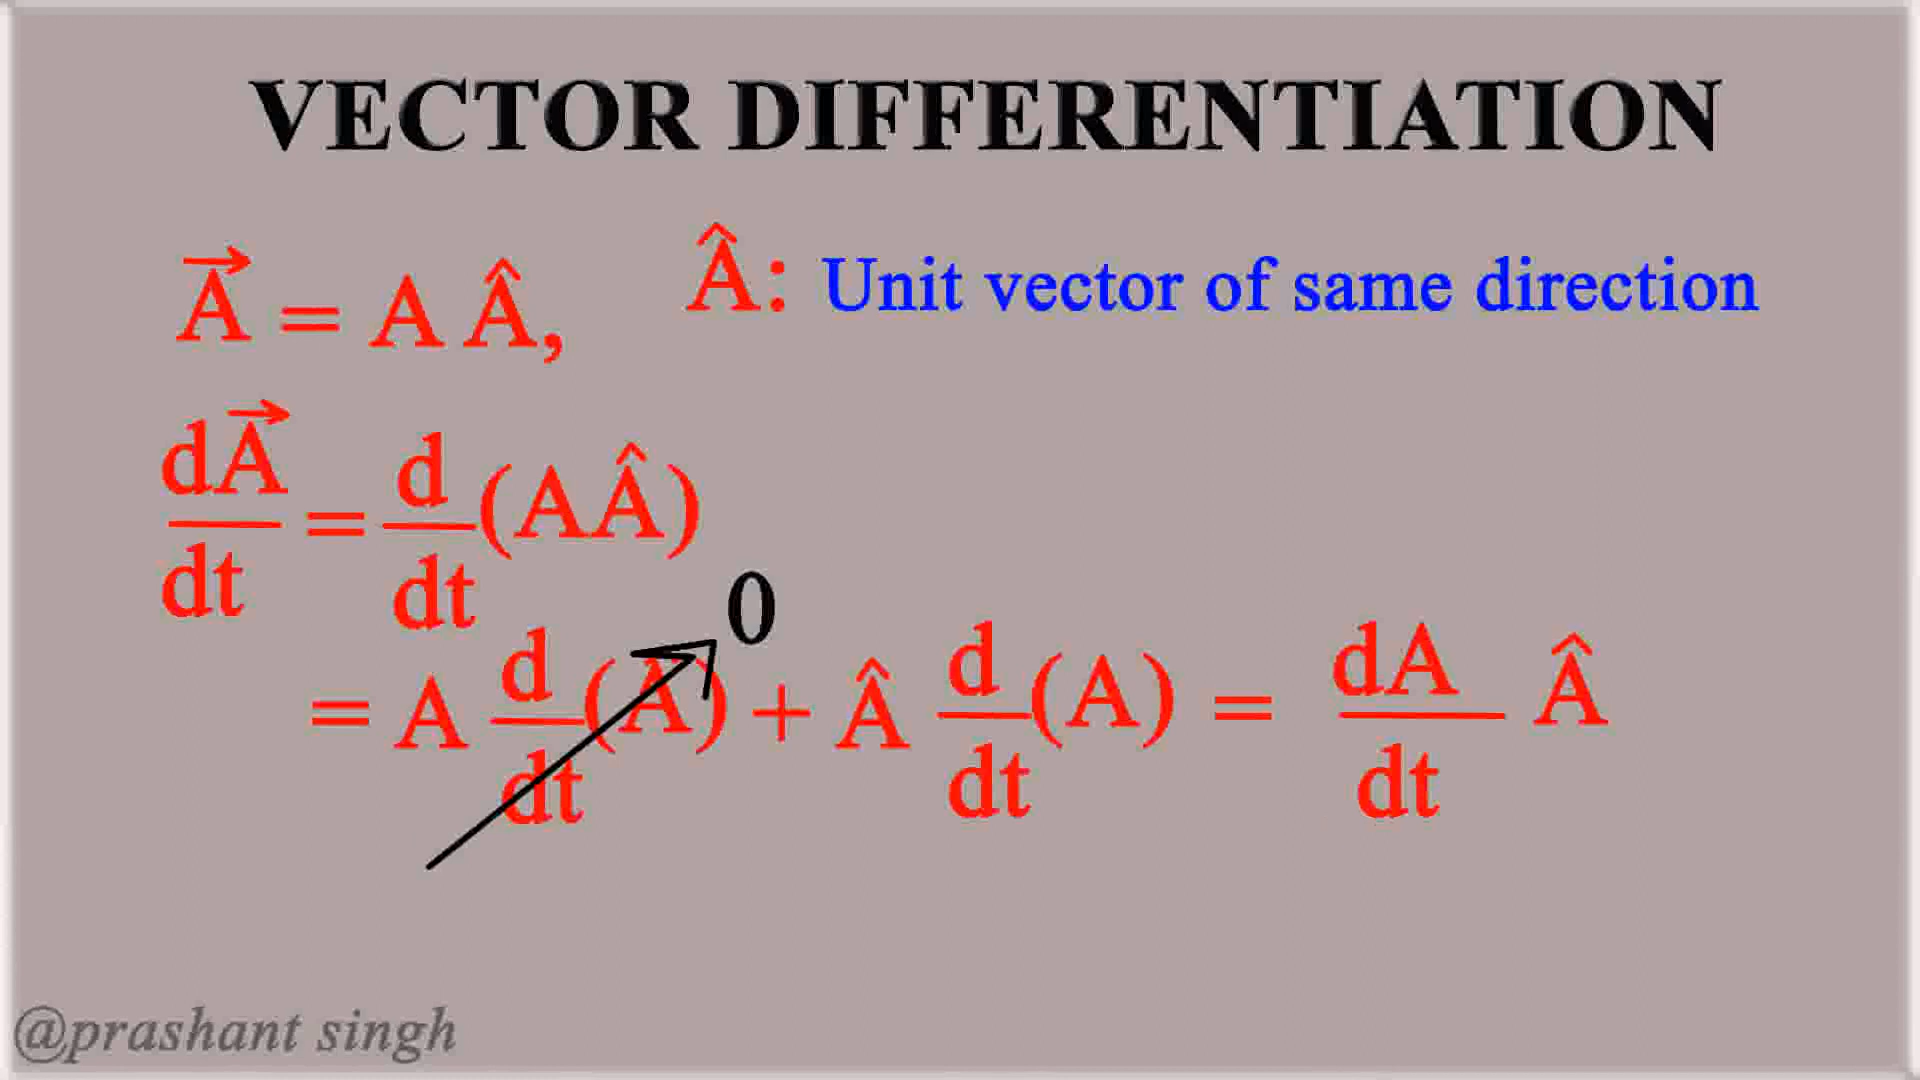 VECTOR DIFFERENTIATION
A⃗ = A Â, Â: Unit vector of same direction
dA⃗/dt = d/dt (AÂ)
= A d/dt (Â) 0 + Â d/dt (A) = dA/dt Â
@prashant singh